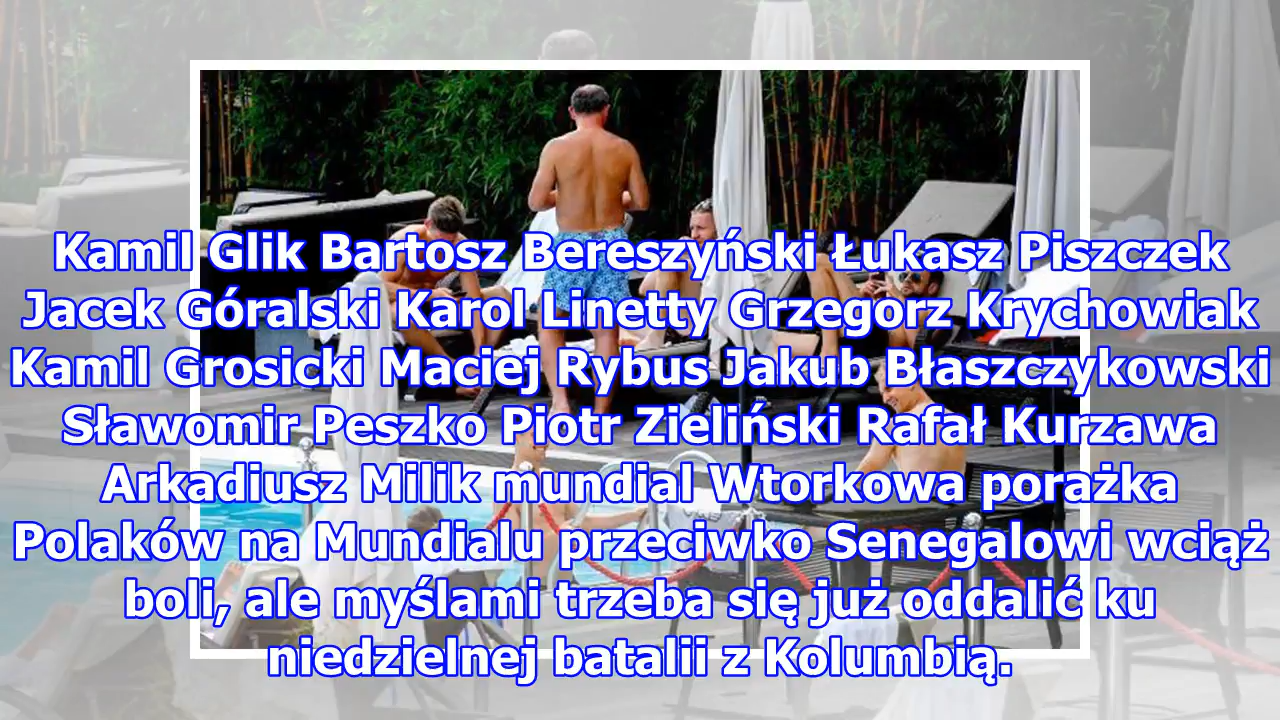 Kamil Glik Bartosz Bereszyński Łukasz Piszczek
Jacek Góralski Karol Linetty Grzegorz Krychowiak
Kamil Grosicki Maciej Rybus Jakub Błaszczykowski
Sławomir Peszko Piotr Zieliński Rafał Kurzawa
Arkadiusz Milik mundial Wtorkowa porażka
Polaków na Mundialu przeciwko Senegalowi wciąż
boli, ale myślami trzeba się już oddalić ku
niedzielnej batalii z Kolumbią.